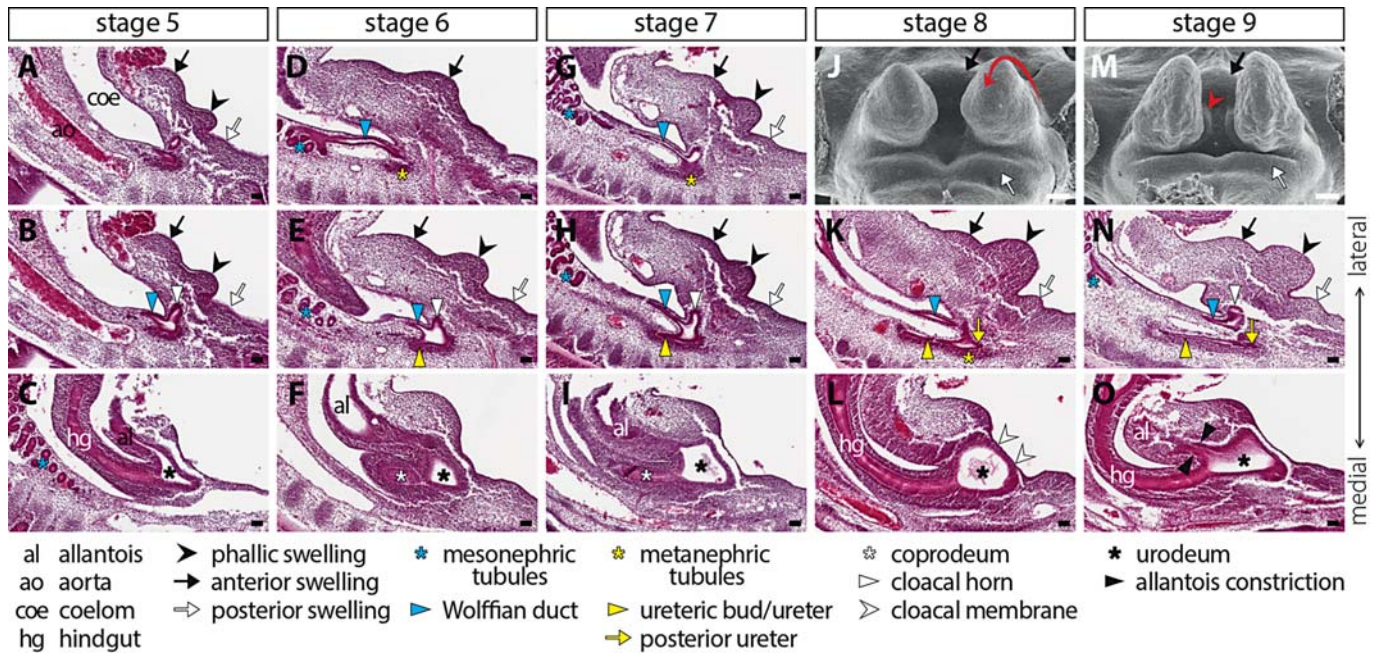 stage 5 stage 6 stage 7 stage 8 stage 9
A D G J M
coe
ao
B E H K N
C F I L O
hg al al al hg hg al
lateral
medial
al allantois phallic swelling mesonephric tubules metanephric tubules coprodeum urodeum
ao aorta anterior swelling cloacal horn allantois constriction
coe coelom posterior swelling Wolffian duct ureteric bud/ureter cloacal membrane
hg hindgut posterior ureter